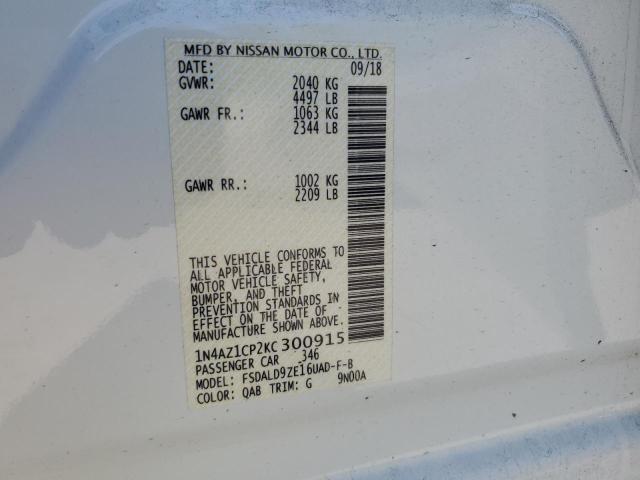 MFD BY NISSAN MOTOR CO., LTD.
DATE: 09/18
GVWR: 2040 KG
4497 LB
GAWR FR.: 1063 KG
2344 LB
GAWR RR.: 1002 KG
2209 LB
THIS VEHICLE CONFORMS TO
ALL APPLICABLE FEDERAL
MOTOR VEHICLE SAFETY,
BUMPER, AND THEFT
PREVENTION STANDARDS IN
EFFECT ON THE DATE OF
MANUFACTURE SHOWN ABOVE.
1N4AZ1CP2KC300915
PASSENGER CAR 346
MODEL: FSDALD9ZE16UAD-F-B
COLOR: QAB TRIM: G 9N00A